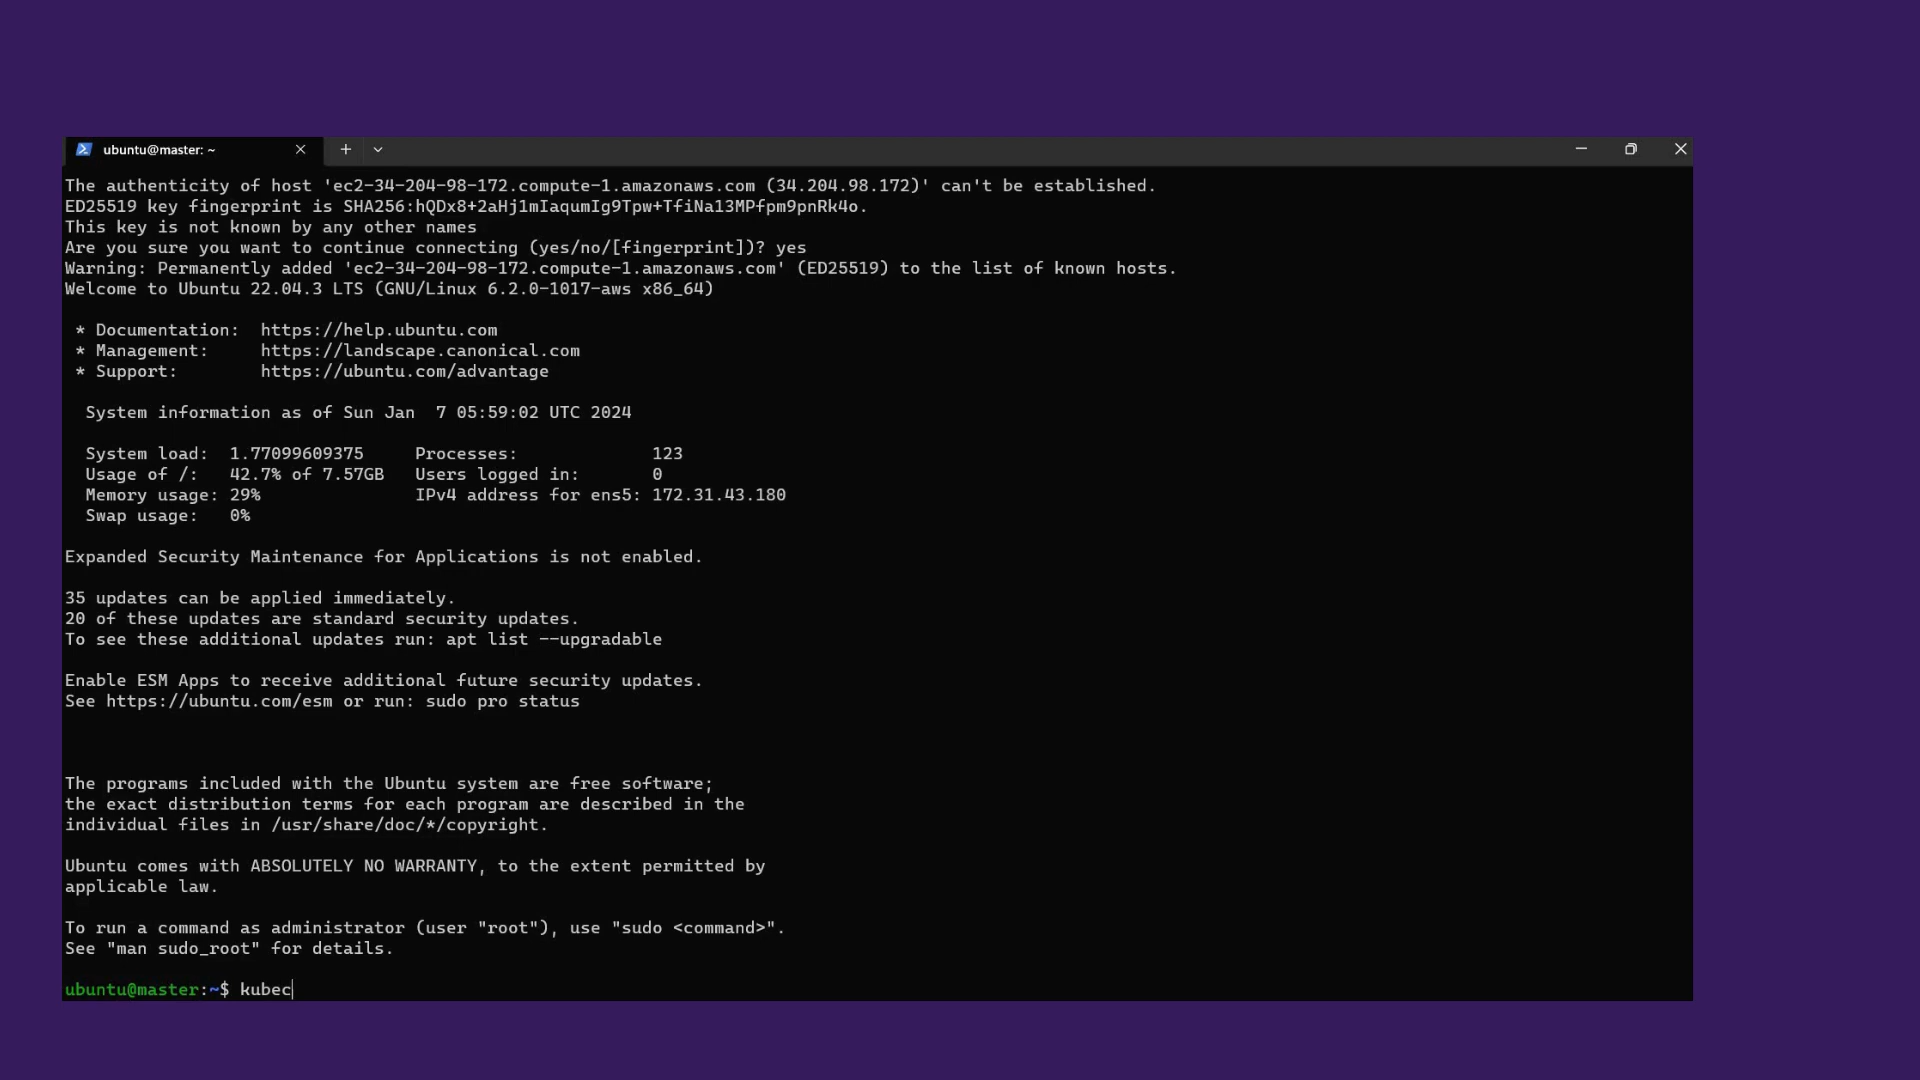 ubuntu@master: ~
The authenticity of host 'ec2-34-204-98-172.compute-1.amazonaws.com (34.204.98.172)' can't be established.
ED25519 key fingerprint is SHA256:hQDx8+2aHj1mIaqumIg9Tpw+TfiNa13MPfpm9pnRk4o.
This key is not known by any other names
Are you sure you want to continue connecting (yes/no/[fingerprint])? yes
Warning: Permanently added 'ec2-34-204-98-172.compute-1.amazonaws.com' (ED25519) to the list of known hosts.
Welcome to Ubuntu 22.04.3 LTS (GNU/Linux 6.2.0-1017-aws x86_64)
* Documentation: https://help.ubuntu.com
* Management: https://landscape.canonical.com
* Support: https://ubuntu.com/advantage
System information as of Sun Jan 7 05:59:02 UTC 2024
System load: 1.77099609375 Processes: 123
Usage of /: 42.7% of 7.57GB Users logged in: 0
Memory usage: 29% IPv4 address for ens5: 172.31.43.180
Swap usage: 0%
Expanded Security Maintenance for Applications is not enabled.
35 updates can be applied immediately.
20 of these updates are standard security updates.
To see these additional updates run: apt list --upgradable
Enable ESM Apps to receive additional future security updates.
See https://ubuntu.com/esm or run: sudo pro status
The programs included with the Ubuntu system are free software;
the exact distribution terms for each program are described in the
individual files in /usr/share/doc/*/copyright.
Ubuntu comes with ABSOLUTELY NO WARRANTY, to the extent permitted by
applicable law.
To run a command as administrator (user "root"), use "sudo <command>".
See "man sudo_root" for details.
ubuntu@master:~$ kubec